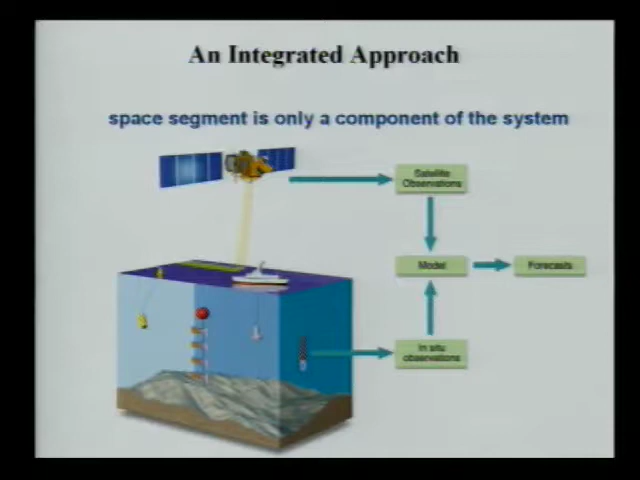 An Integrated Approach
space segment is only a component of the system
Satellite
Observations
Model
Forecasts
In situ
observations